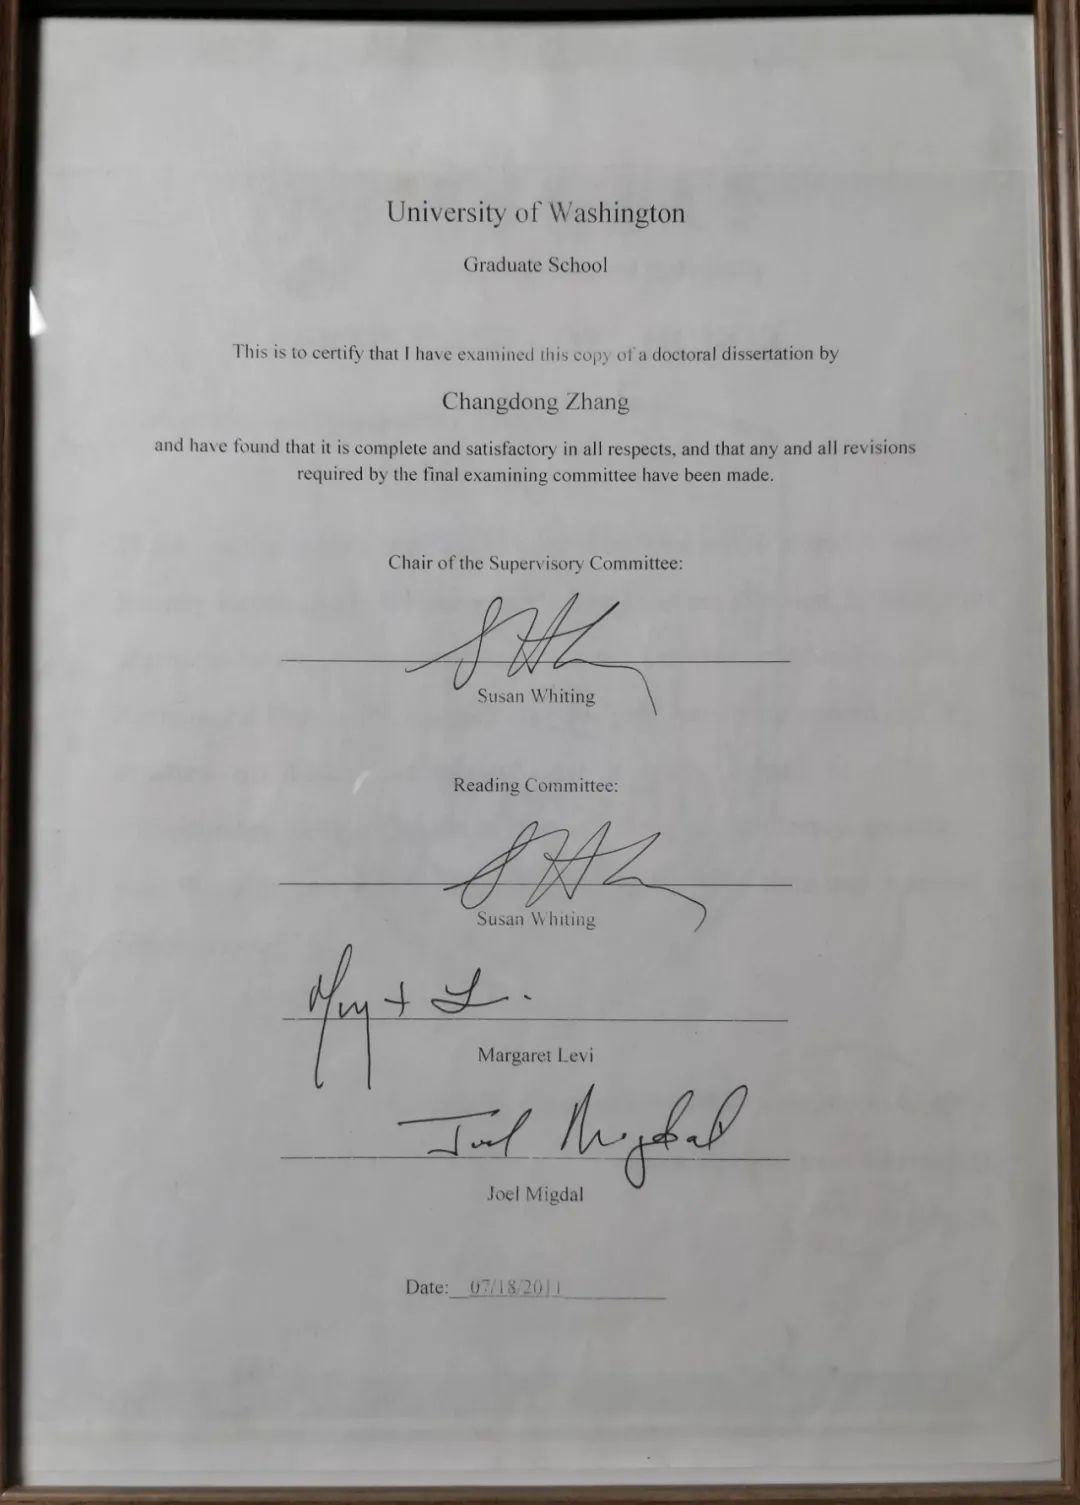 University of Washington
Graduate School
This is to certify that I have examined this copy of a doctoral dissertation by
Changdong Zhang
and have found that it is complete and satisfactory in all respects, and that any and all revisions
required by the final examining committee have been made.
Chair of the Supervisory Committee:
Susan Whiting
Reading Committee:
Susan Whiting
Margaret Levi
Joel Migdal
Joel Migdal
Date: 07/18/2011